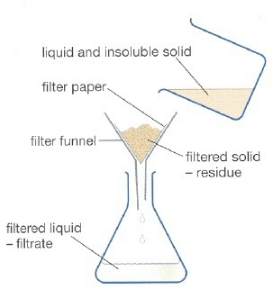 liquid and insoluble solid
filter paper
filter funnel
filtered solid
– residue
filtered liquid
– filtrate